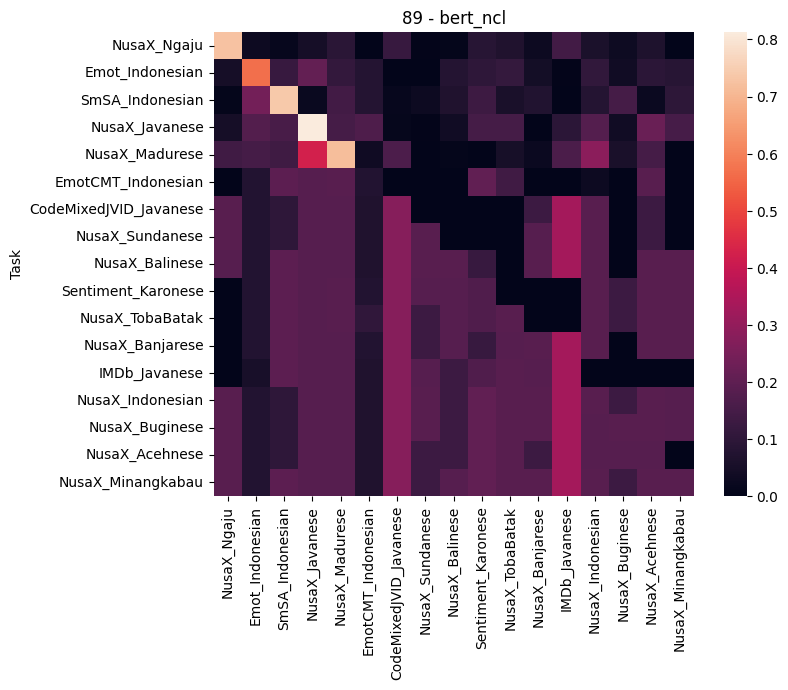 89 - bert_ncl
Task
NusaX_Ngaju
Emot_Indonesian
SmSA_Indonesian
NusaX_Javanese
NusaX_Madurese
EmotCMT_Indonesian
CodeMixedJVID_Javanese
NusaX_Sundanese
NusaX_Balinese
Sentiment_Karonese
NusaX_TobaBatak
NusaX_Banjarese
IMDb_Javanese
NusaX_Indonesian
NusaX_Buginese
NusaX_Acehnese
NusaX_Minangkabau
NusaX_Ngaju
Emot_Indonesian
SmSA_Indonesian
NusaX_Javanese
NusaX_Madurese
EmotCMT_Indonesian
CodeMixedJVID_Javanese
NusaX_Sundanese
NusaX_Balinese
Sentiment_Karonese
NusaX_TobaBatak
NusaX_Banjarese
IMDb_Javanese
NusaX_Indonesian
NusaX_Buginese
NusaX_Acehnese
NusaX_Minangkabau
0.8
0.7
0.6
0.5
0.4
0.3
0.2
0.1
0.0